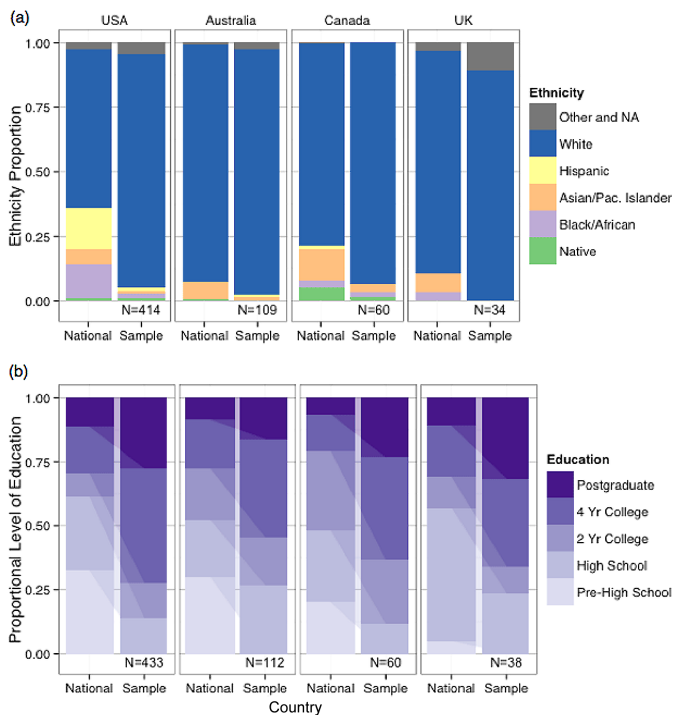 (a)
USA Australia Canada UK
Ethnicity Proportion
1.00
0.75
0.50
0.25
0.00
N=414 N=109 N=60 N=34
National Sample National Sample National Sample National Sample
Ethnicity
Other and NA
White
Hispanic
Asian/Pac. Islander
Black/African
Native
(b)
Proportional Level of Education
1.00
0.75
0.50
0.25
0.00
N=433 N=112 N=60 N=38
National Sample National Sample National Sample National Sample
Country
Education
Postgraduate
4 Yr College
2 Yr College
High School
Pre-High School